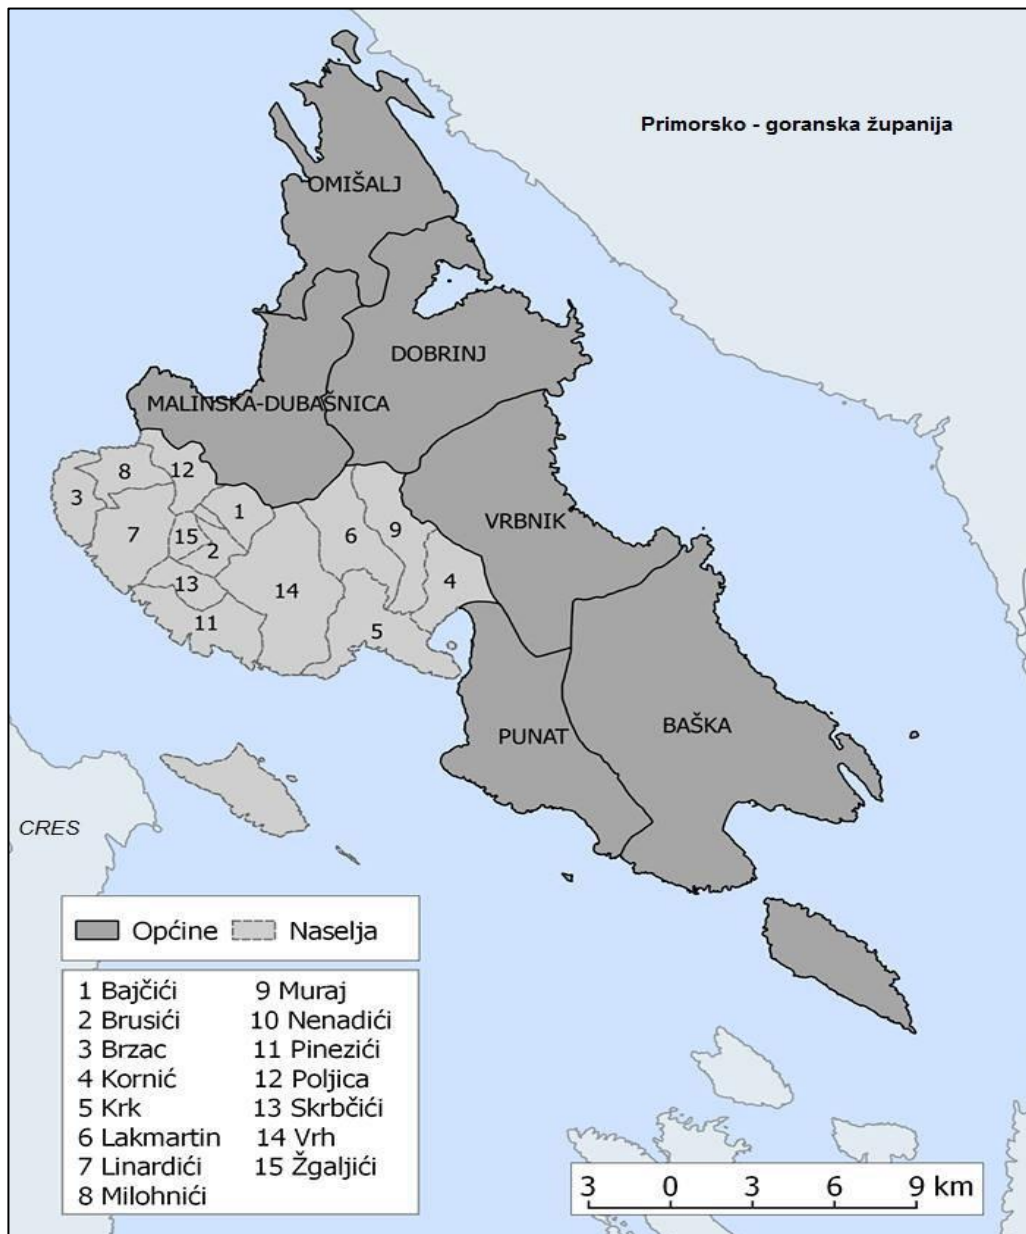 Primorsko - goranska županija
OMIŠALJ
DOBRINJ
MALINSKA-DUBAŠNICA
8
12
3
1
7
15
2
6
9
VRBNIK
13
14
4
11
5
PUNAT
BAŠKA
CRES
Općine Naselja
1 Bajčići
2 Brusići
3 Brzac
4 Kornić
5 Krk
6 Lakmartin
7 Linardići
8 Milohnići
9 Muraj
10 Nenadići
11 Pinezići
12 Poljica
13 Skrbčići
14 Vrh
15 Žgaljići
3 0 3 6 9 km